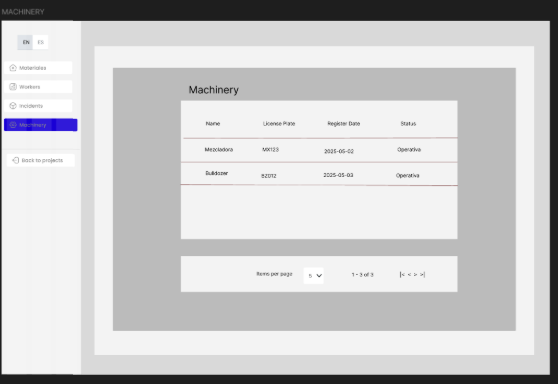 MACHINERY
EN ES
Materiales
Workers
Incidents
Machinery
Back to projects
Machinery
Name License Plate Register Date Status
Mezcladora MX123 2025-05-02 Operativa
Bulldozer BZ012 2025-05-03 Operativa
Items per page 5 1 - 3 of 3 |< < > >|